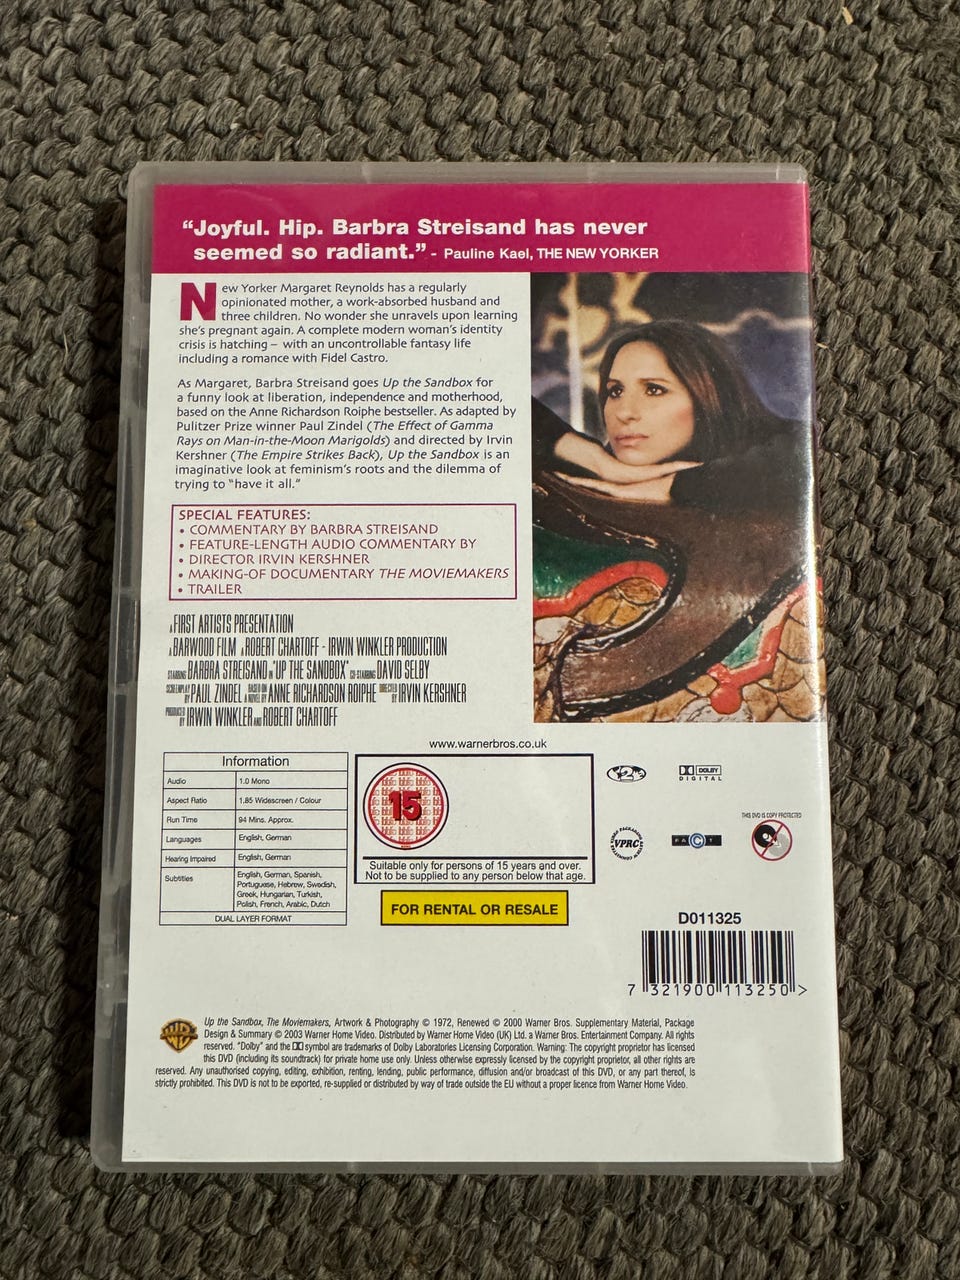 “Joyful. Hip. Barbra Streisand has never
seemed so radiant.” - Pauline Kael, THE NEW YORKER
New Yorker Margaret Reynolds has a regularly
opinionated mother, a work-absorbed husband and
three children. No wonder she unravels upon learning
she's pregnant again. A complete modern woman's identity
crisis is hatching – with an uncontrollable fantasy life
including a romance with Fidel Castro.
As Margaret, Barbra Streisand goes Up the Sandbox for
a funny look at liberation, independence and motherhood,
based on the Anne Richardson Roiphe bestseller. As adapted by
Pulitzer Prize winner Paul Zindel (The Effect of Gamma
Rays on Man-in-the-Moon Marigolds) and directed by Irvin
Kershner (The Empire Strikes Back), Up the Sandbox is an
imaginative look at feminism's roots and the dilemma of
trying to “have it all.”
SPECIAL FEATURES:
• COMMENTARY BY BARBRA STREISAND
• FEATURE-LENGTH AUDIO COMMENTARY BY
• DIRECTOR IRVIN KERSHNER
• MAKING-OF DOCUMENTARY THE MOVIEMAKERS
• TRAILER
A FIRST ARTISTS PRESENTATION
A BARWOOD FILM A ROBERT CHARTOFF - IRWIN WINKLER PRODUCTION
STARRING BARBRA STREISAND IN "UP THE SANDBOX" CO-STARRING DAVID SELBY
SCREENPLAY BY PAUL ZINDEL BASED ON A NOVEL BY ANNE RICHARDSON ROIPHE DIRECTED BY IRVIN KERSHNER
PRODUCED BY IRWIN WINKLER AND ROBERT CHARTOFF
www.warnerbros.co.uk
Information
Audio 1.0 Mono
Aspect Ratio 1.85 Widescreen / Colour
Run Time 94 Mins. Approx.
Languages English, German
Hearing Impaired English, German
Subtitles English, German, Spanish,
Portuguese, Hebrew, Swedish,
Greek, Hungarian, Turkish,
Polish, French, Arabic, Dutch
DUAL LAYER FORMAT
15
Suitable only for persons of 15 years and over.
Not to be supplied to any person below that age.
FOR RENTAL OR RESALE
2
DOLBY
DIGITAL
VPRC
FACT
THIS DVD IS COPY PROTECTED
D011325
7 321900 113250 >
WB
Up the Sandbox, The Moviemakers, Artwork & Photography © 1972, Renewed © 2000 Warner Bros. Supplementary Material, Package
Design & Summary © 2003 Warner Home Video. Distributed by Warner Home Video (UK) Ltd. a Warner Bros. Entertainment Company. All rights
reserved. "Dolby" and the symbol are trademarks of Dolby Laboratories Licensing Corporation. Warning: The copyright proprietor has licensed
this DVD (including its soundtrack) for private home use only. Unless otherwise expressly licensed by the copyright proprietor, all other rights are
reserved. Any unauthorised copying, editing, exhibition, renting, lending, public performance, diffusion and/or broadcast of this DVD, or any part thereof, is
strictly prohibited. This DVD is not to be exported, re-supplied or distributed by way of trade outside the EU without a proper licence from Warner Home Video.